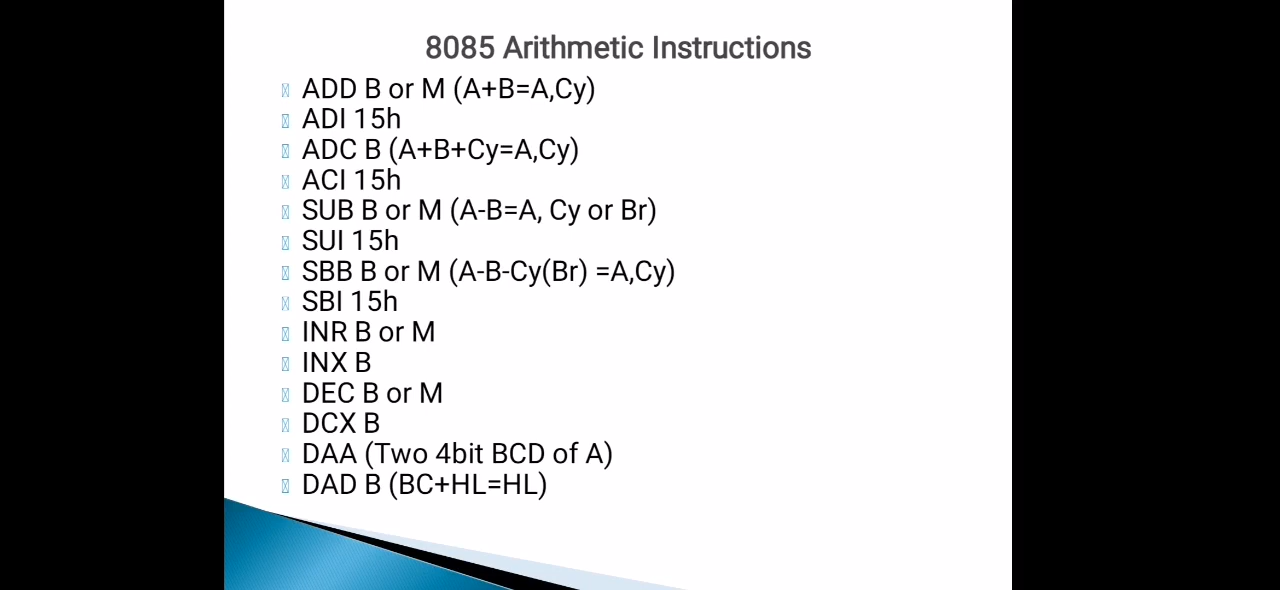 8085 Arithmetic Instructions
ADD B or M (A+B=A,Cy)
ADI 15h
ADC B (A+B+Cy=A,Cy)
ACI 15h
SUB B or M (A-B=A, Cy or Br)
SUI 15h
SBB B or M (A-B-Cy(Br) =A,Cy)
SBI 15h
INR B or M
INX B
DEC B or M
DCX B
DAA (Two 4bit BCD of A)
DAD B (BC+HL=HL)